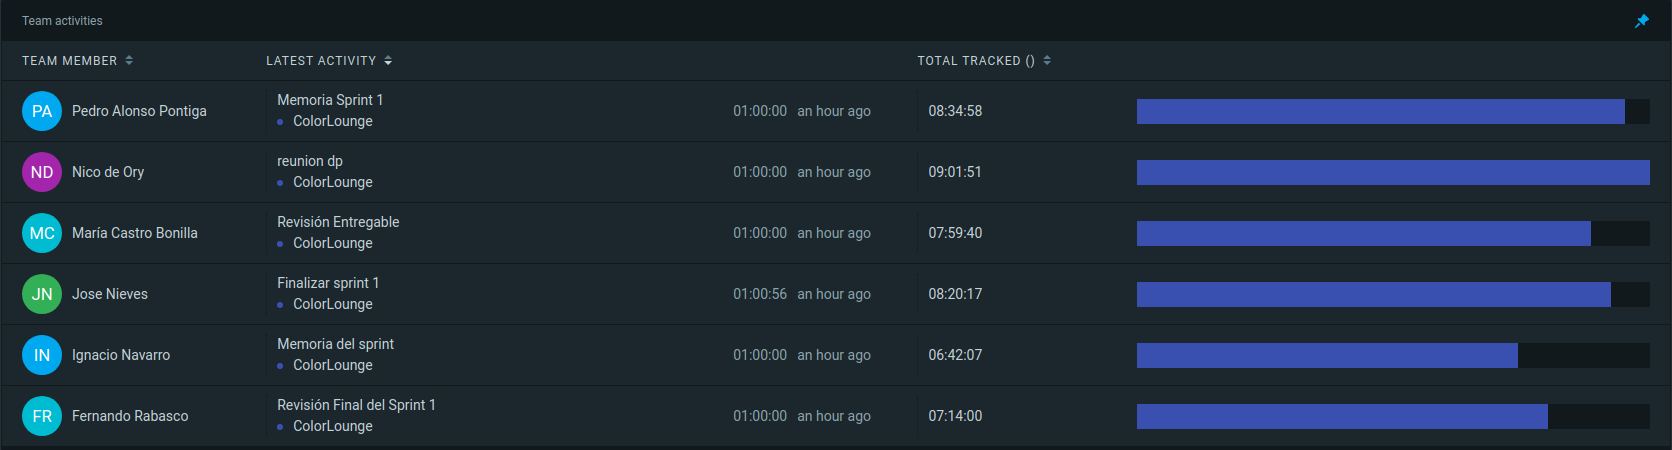 Team activities
TEAM MEMBER LATEST ACTIVITY TOTAL TRACKED ()
PA Pedro Alonso Pontiga Memoria Sprint 1 01:00:00 an hour ago 08:34:58
ColorLounge
ND Nico de Ory reunion dp 01:00:00 an hour ago 09:01:51
ColorLounge
MC María Castro Bonilla Revisión Entregable 01:00:00 an hour ago 07:59:40
ColorLounge
JN Jose Nieves Finalizar sprint 1 01:00:56 an hour ago 08:20:17
ColorLounge
IN Ignacio Navarro Memoria del sprint 01:00:00 an hour ago 06:42:07
ColorLounge
FR Fernando Rabasco Revisión Final del Sprint 1 01:00:00 an hour ago 07:14:00
ColorLounge